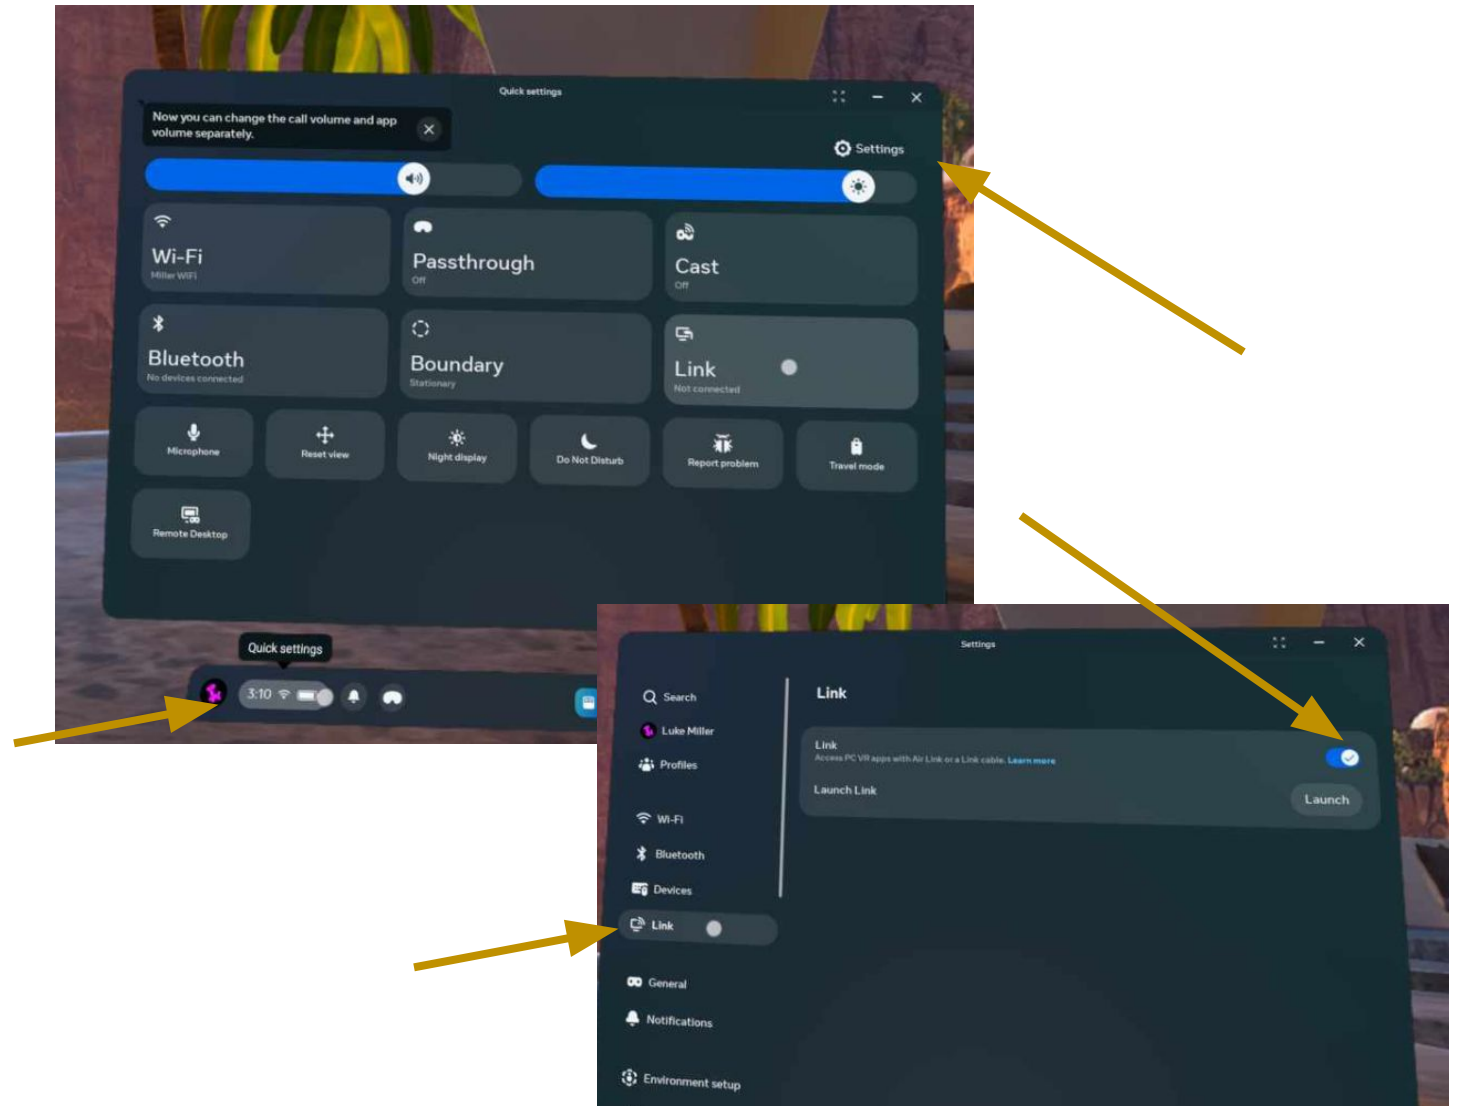 Quick settings
Now you can change the call volume and app
volume separately.
Settings
Wi-Fi
Miller WIFI
Passthrough
Off
Cast
Off
Bluetooth
No devices connected
Boundary
Stationary
Link
Not connected
Microphone
Reset view
Night display
Do Not Disturb
Report problem
Travel mode
Remote Desktop
Quick settings
3:10
Settings
Search
Luke Miller
Profiles
Wi-Fi
Bluetooth
Devices
Link
General
Notifications
Environment setup
Link
Link
Access PC VR apps with Air Link or a Link cable. Learn more
Launch Link
Launch